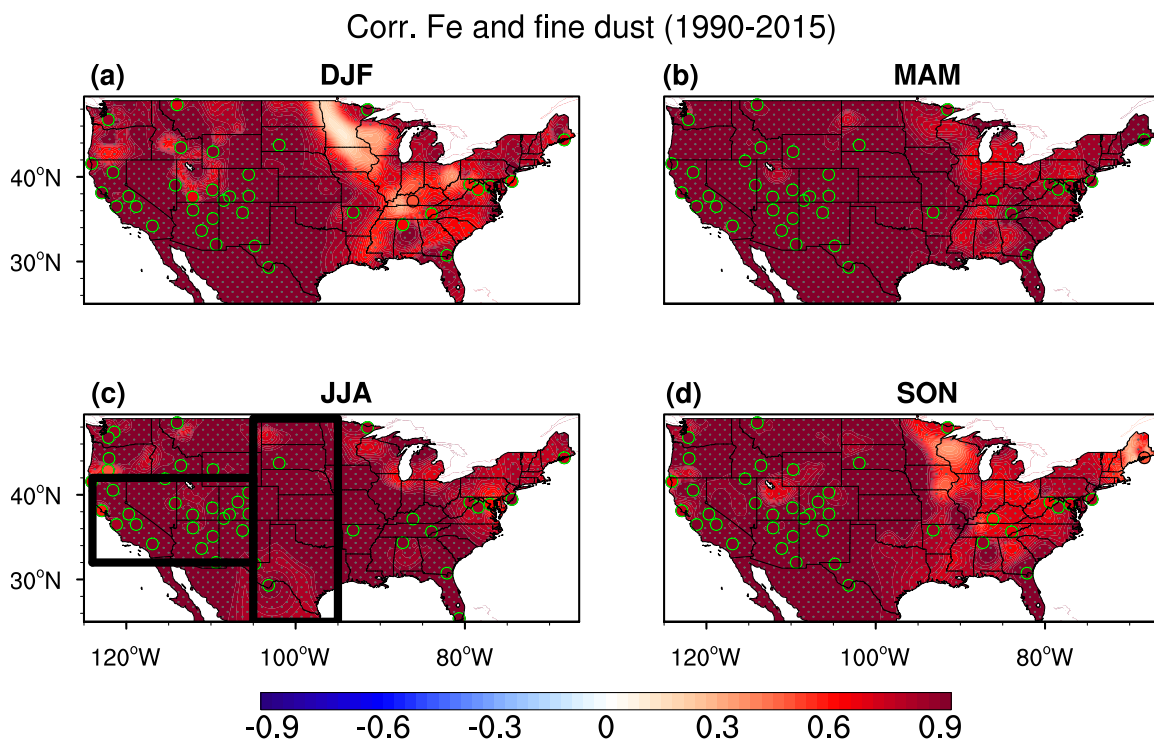 Corr. Fe and fine dust (1990-2015)
(a) DJF
(b) MAM
40°N
30°N
(c) JJA
(d) SON
40°N
30°N
120°W 100°W 80°W 120°W 100°W 80°W
-0.9 -0.6 -0.3 0 0.3 0.6 0.9